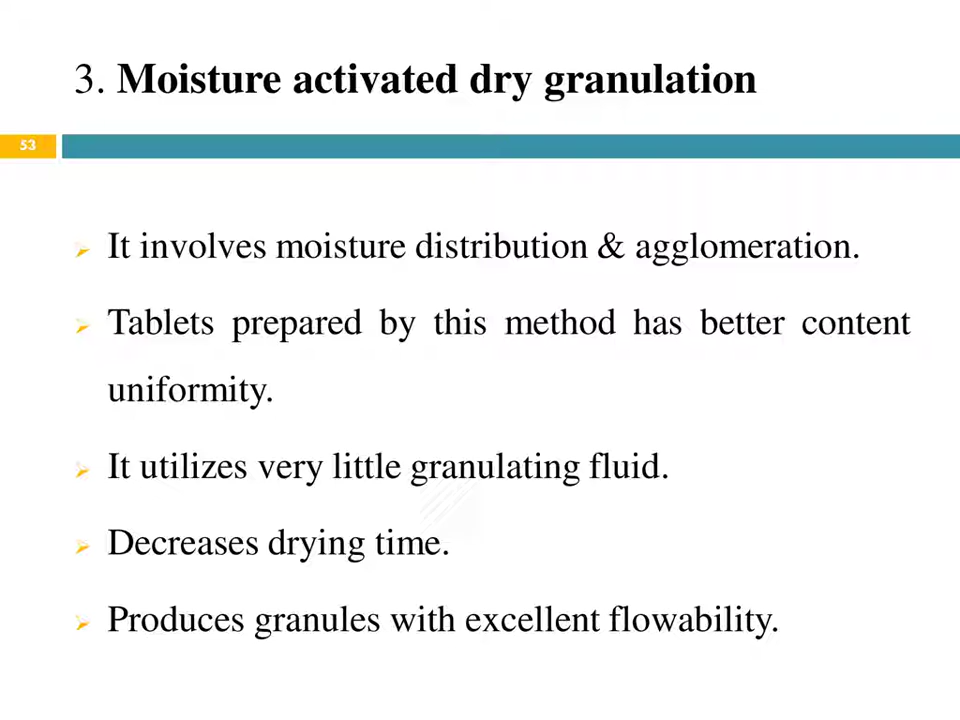 3. Moisture activated dry granulation
53
It involves moisture distribution & agglomeration.
Tablets prepared by this method has better content
uniformity.
It utilizes very little granulating fluid.
Decreases drying time.
Produces granules with excellent flowability.